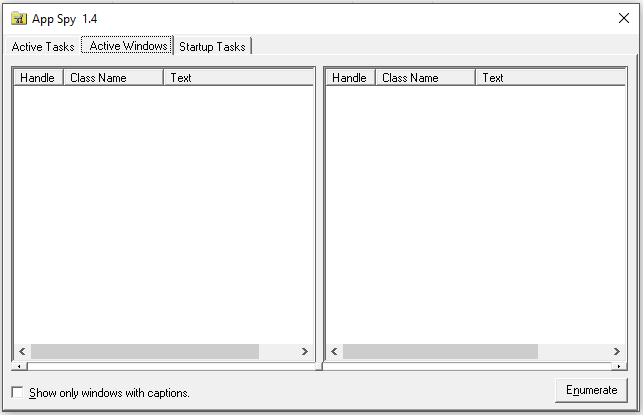 App Spy 1.4
Active Tasks Active Windows Startup Tasks
Handle Class Name Text Handle Class Name Text
Show only windows with captions. Enumerate